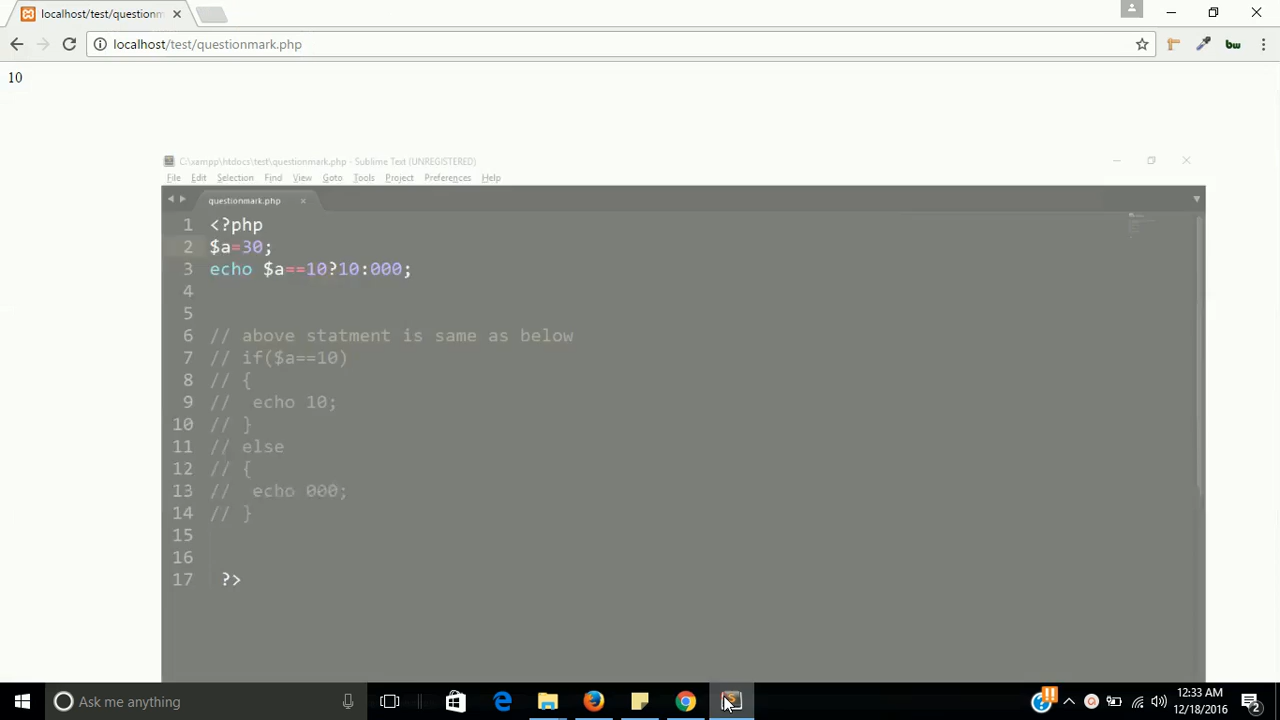 localhost/test/questionm
localhost/test/questionmark.php
10
C:\xampp\htdocs\test\questionmark.php - Sublime Text (UNREGISTERED)
File Edit Selection Find View Goto Tools Project Preferences Help
questionmark.php
1 <?php
2 $a=30;
3 echo $a==10?10:000;
4
5
6 // above statment is same as below
7 // if($a==10)
8 // {
9 //  echo 10;
10 // }
11 // else
12 // {
13 //  echo 000;
14 // }
15
16
17 ?>
bw
Ask me anything
12:33 AM
12/18/2016
2